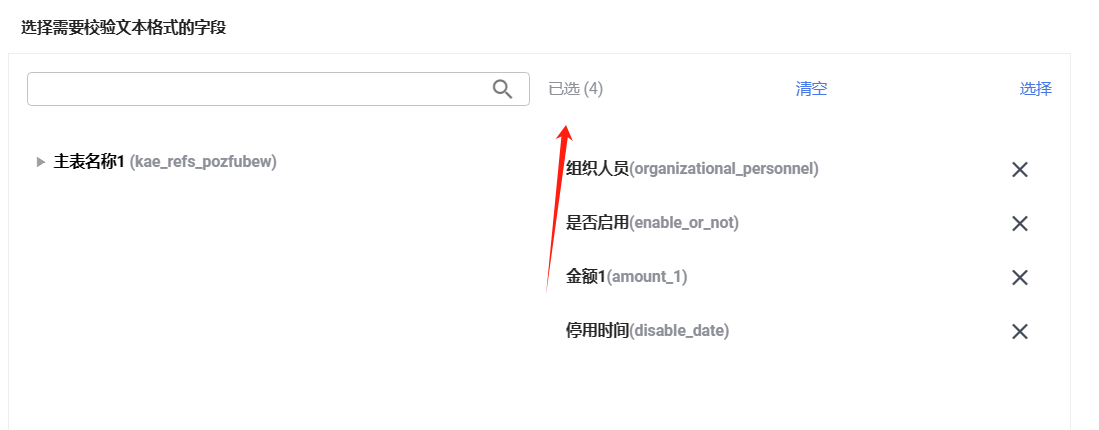 选择需要校验文本格式的字段
已选 (4) 清空 选择
主表名称1 (kae_refs_pozfubew)
组织人员(organizational_personnel)
是否启用(enable_or_not)
金额1(amount_1)
停用时间(disable_date)